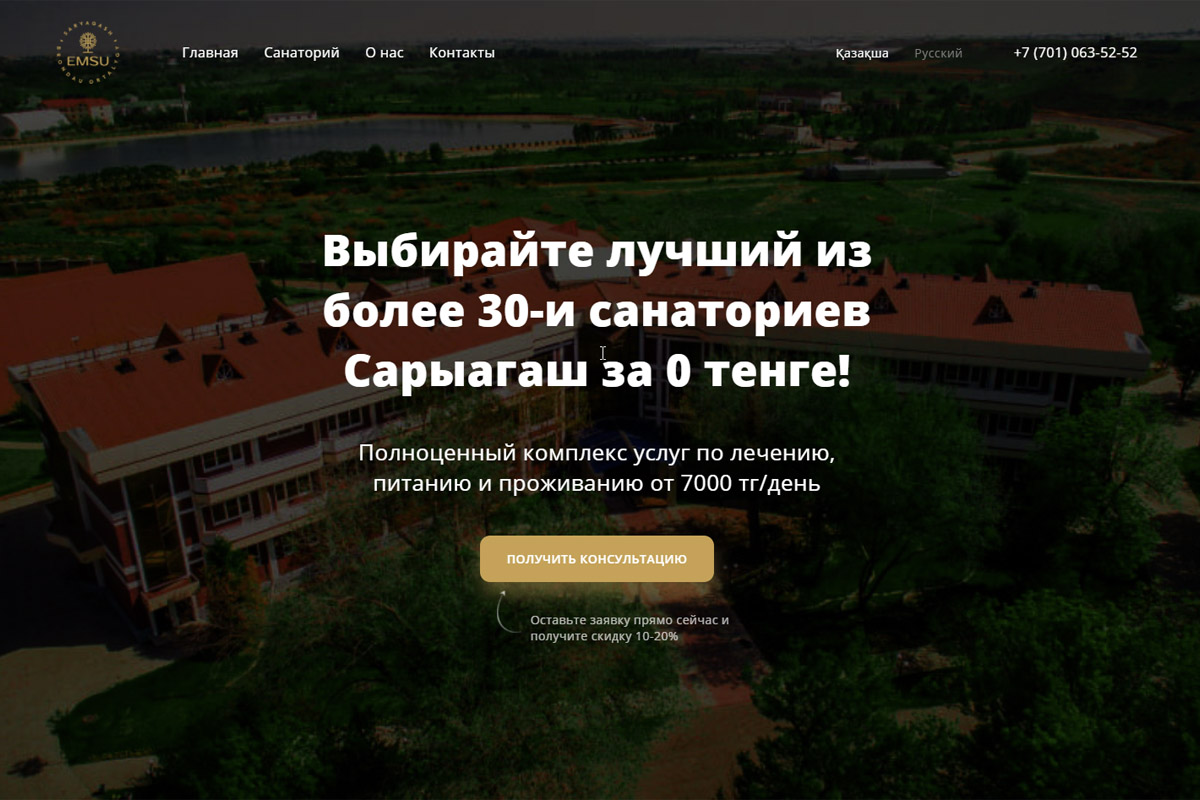 EMSU
Главная Санаторий О нас Контакты
Қазақша Русский +7 (701) 063-52-52
Выбирайте лучший из
более 30-и санаториев
Сарыагаш за 0 тенге!
Полноценный комплекс услуг по лечению,
питанию и проживанию от 7000 тг/день
ПОЛУЧИТЬ КОНСУЛЬТАЦИЮ
Оставьте заявку прямо сейчас и
получите скидку 10-20%